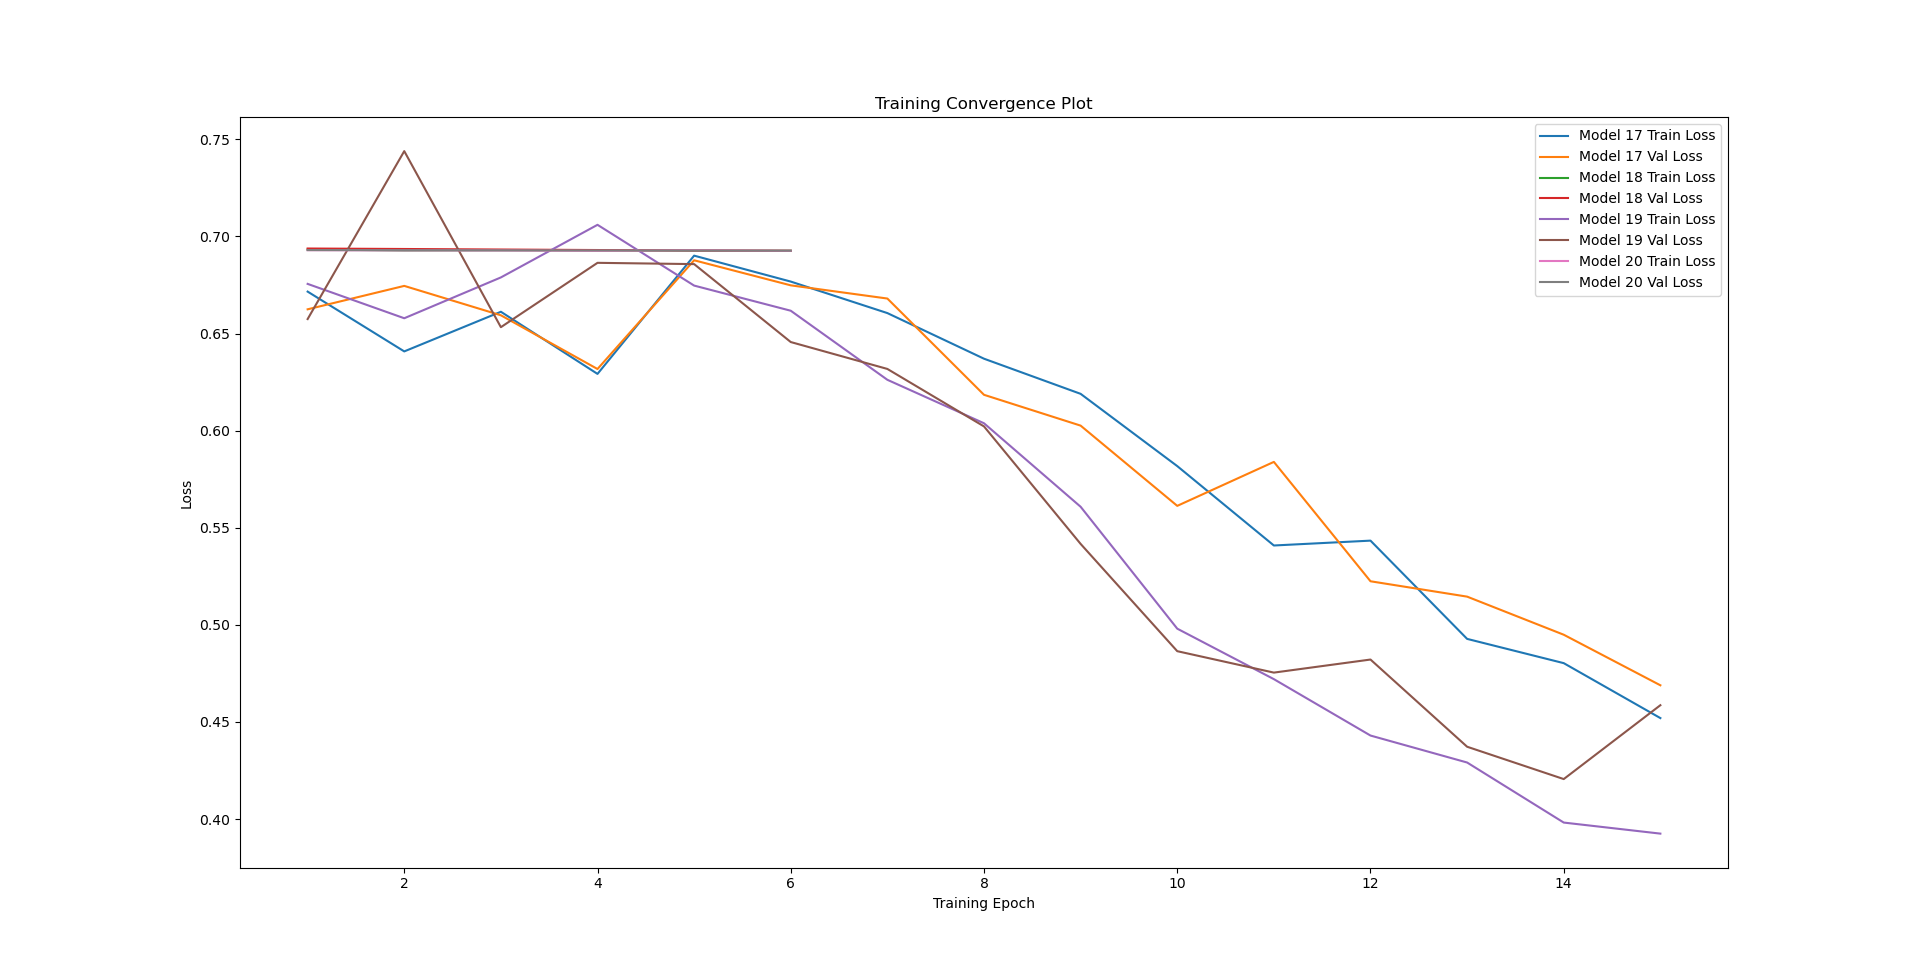 Training Convergence Plot
0.75
0.70
0.65
0.60
0.55
0.50
0.45
0.40
Loss
2 4 6 8 10 12 14
Training Epoch
Model 17 Train Loss
Model 17 Val Loss
Model 18 Train Loss
Model 18 Val Loss
Model 19 Train Loss
Model 19 Val Loss
Model 20 Train Loss
Model 20 Val Loss